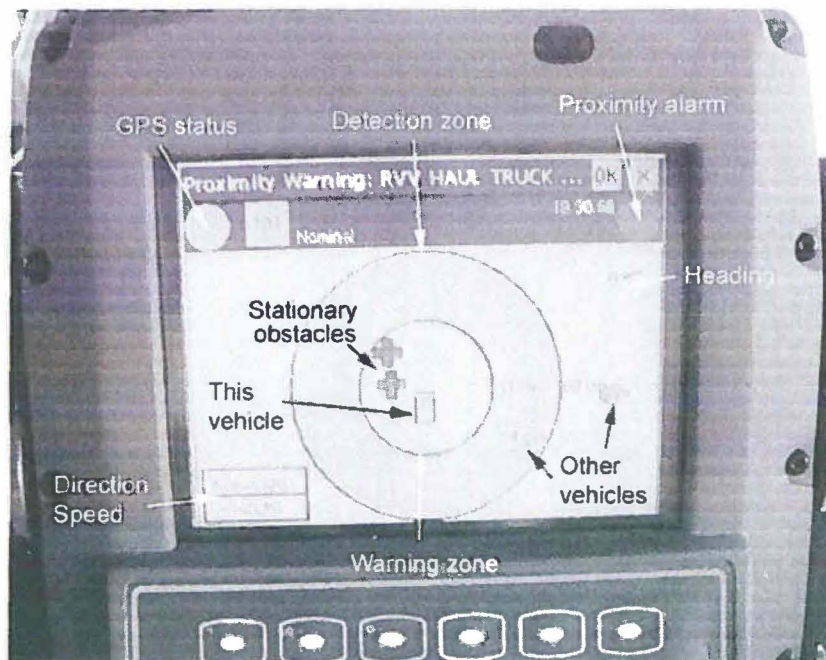 GPS status
Detection zone
Proximity alarm
Proximity Warning: RVV HAUL TRUCK ... Ok ×
Nominal
Heading
Stationary
obstacles
This
vehicle
Other
vehicles
Direction
Speed
Warning zone